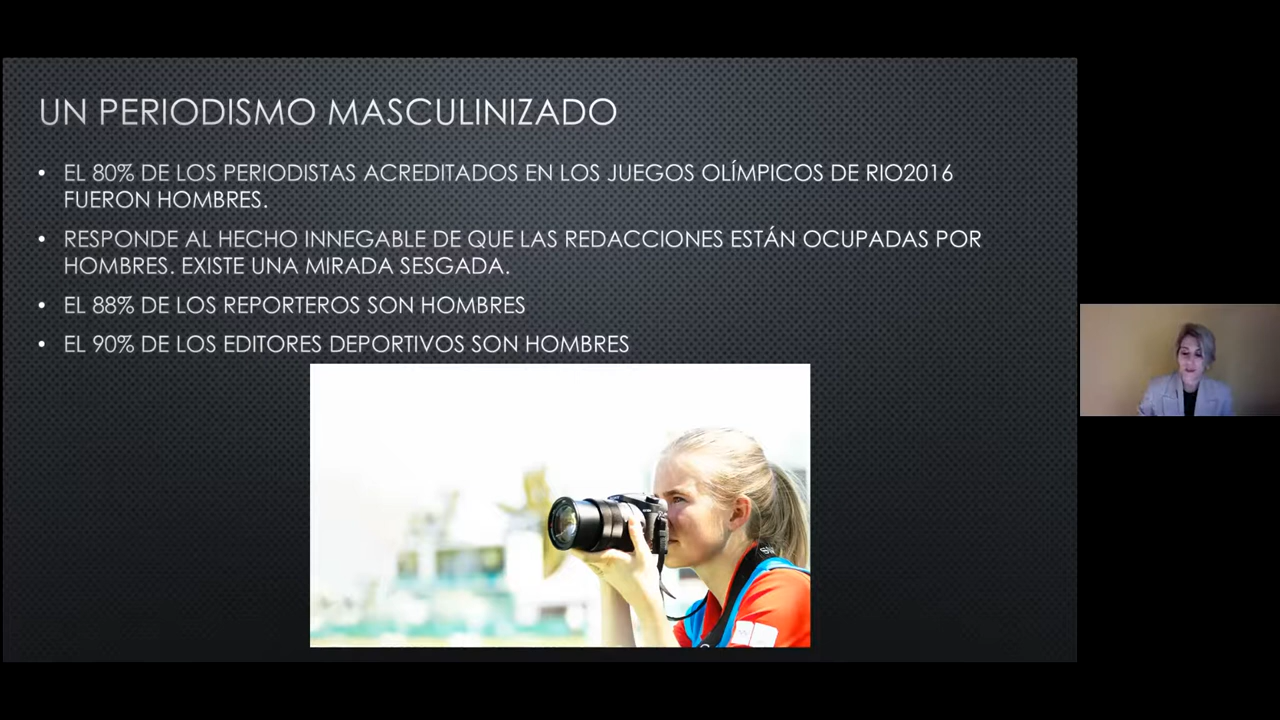 UN PERIODISMO MASCULINIZADO
• EL 80% DE LOS PERIODISTAS ACREDITADOS EN LOS JUEGOS OLÍMPICOS DE RIO2016
FUERON HOMBRES.
• RESPONDE AL HECHO INNEGABLE DE QUE LAS REDACCIONES ESTÁN OCUPADAS POR
HOMBRES. EXISTE UNA MIRADA SESGADA.
• EL 88% DE LOS REPORTEROS SON HOMBRES
• EL 90% DE LOS EDITORES DEPORTIVOS SON HOMBRES